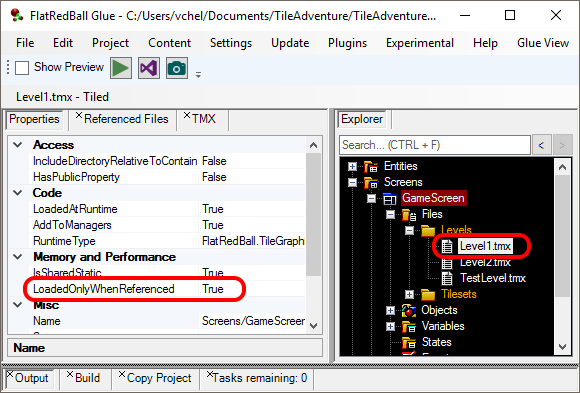 FlatRedBall Glue - C:/Users/vchel/Documents/TileAdventure/TileAdventure...
File Edit Project Content Settings Update Plugins Experimental Help Glue View
Show Preview
Level1.tmx - Tiled
Properties Referenced Files TMX
Access
IncludeDirectoryRelativeToContain False
HasPublicProperty False
Code
LoadedAtRuntime True
AddToManagers True
RuntimeType FlatRedBall.TileGraph
Memory and Performance
IsSharedStatic True
LoadedOnlyWhenReferenced True
Misc
Name Screens/GameScreen
Name
Explorer
Search... (CTRL + F) < >
Entities
Screens
GameScreen
Files
Levels
Level1.tmx
Level2.tmx
TestLevel.tmx
Tilesets
Objects
Variables
States
Output Build Copy Project Tasks remaining: 0